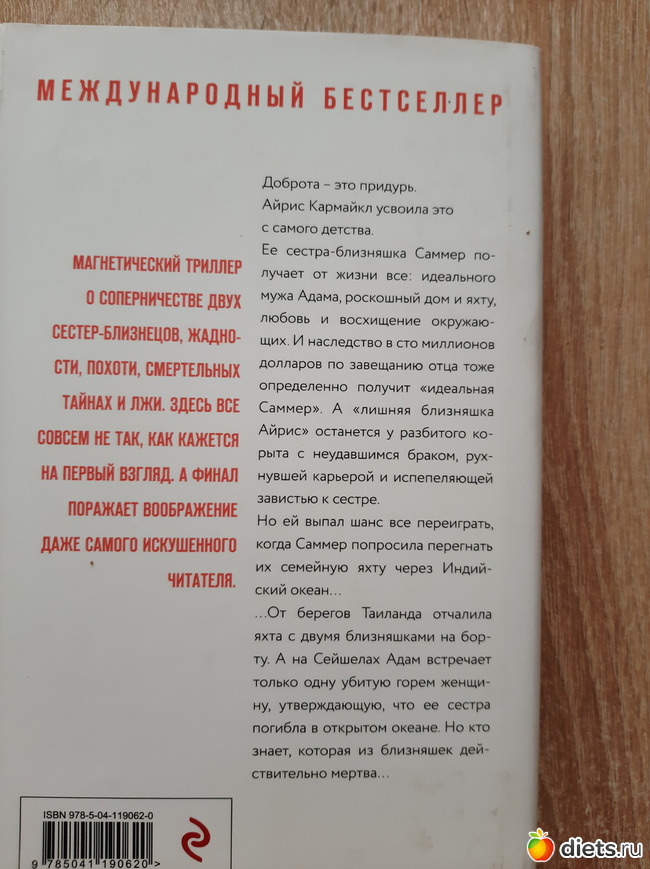 МЕЖДУНАРОДНЫЙ БЕСТСЕЛЛЕР
МАГНЕТИЧЕСКИЙ ТРИЛЛЕР
О СОПЕРНИЧЕСТВЕ ДВУХ
СЕСТЕР-БЛИЗНЕЦОВ, ЖАДНО-
СТИ, ПОХОТИ, СМЕРТЕЛЬНЫХ
ТАЙНАХ И ЛЖИ. ЗДЕСЬ ВСЕ
СОВСЕМ НЕ ТАК, КАК КАЖЕТСЯ
НА ПЕРВЫЙ ВЗГЛЯД. А ФИНАЛ
ПОРАЖАЕТ ВООБРАЖЕНИЕ
ДАЖЕ САМОГО ИСКУШЕННОГО
ЧИТАТЕЛЯ.
Доброта – это придурь.
Айрис Кармайкл усвоила это
с самого детства.
Ее сестра-близняшка Саммер по-
лучает от жизни все: идеального
мужа Адама, роскошный дом и яхту,
любовь и восхищение окружаю-
щих. И наследство в сто миллионов
долларов по завещанию отца тоже
определенно получит «идеальная
Саммер». А «лишняя близняшка
Айрис» останется у разбитого ко-
рыта с неудавшимся браком, рух-
нувшей карьерой и испепеляющей
завистью к сестре.
Но ей выпал шанс все переиграть,
когда Саммер попросила перегнать
их семейную яхту через Индий-
ский океан...
...От берегов Таиланда отчалила
яхта с двумя близняшками на бор-
ту. А на Сейшелах Адам встречает
только одну убитую горем женщи-
ну, утверждающую, что ее сестра
погибла в открытом океане. Но кто
знает, которая из близняшек дей-
ствительно мертва...
ISBN 978-5-04-119062-0
9 785041 190620>
diets.ru